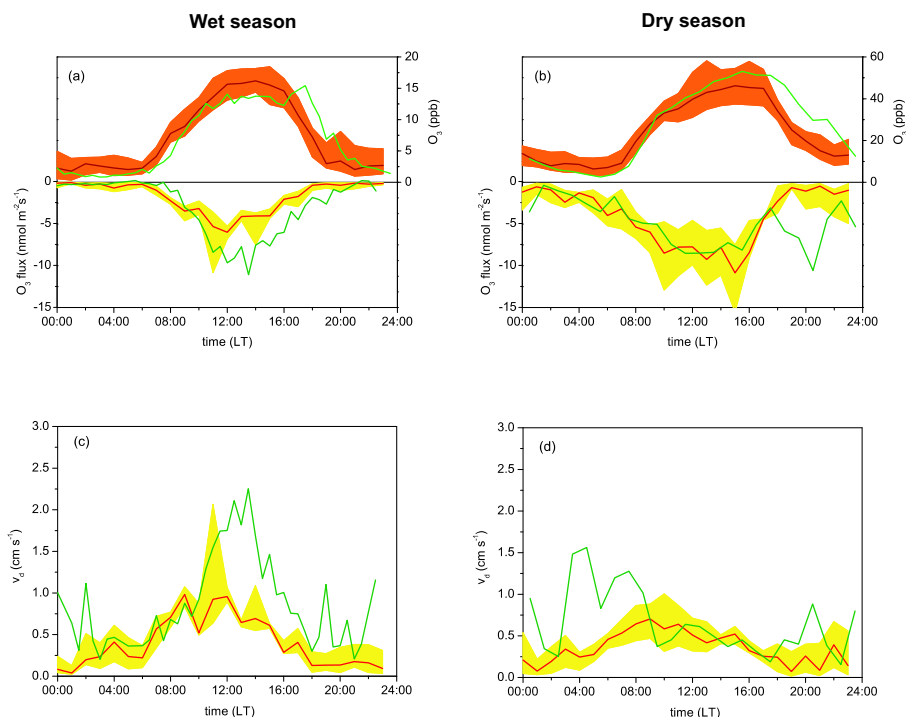 Wet season
Dry season
(a)
20
15
10
5
0
O3 (ppb)
0
-5
-10
-15
O3 flux (nmol m-2s-1)
00:00 04:00 08:00 12:00 16:00 20:00 24:00
time (LT)
(b)
60
40
20
0
O3 (ppb)
0
-5
-10
-15
O3 flux (nmol m-2s-1)
00:00 04:00 08:00 12:00 16:00 20:00 24:00
time (LT)
(c)
3.0
2.5
2.0
1.5
1.0
0.5
0.0
vd (cm s-1)
00:00 04:00 08:00 12:00 16:00 20:00 24:00
time (LT)
(d)
3.0
2.5
2.0
1.5
1.0
0.5
0.0
vd (cm s-1)
00:00 04:00 08:00 12:00 16:00 20:00 24:00
time (LT)